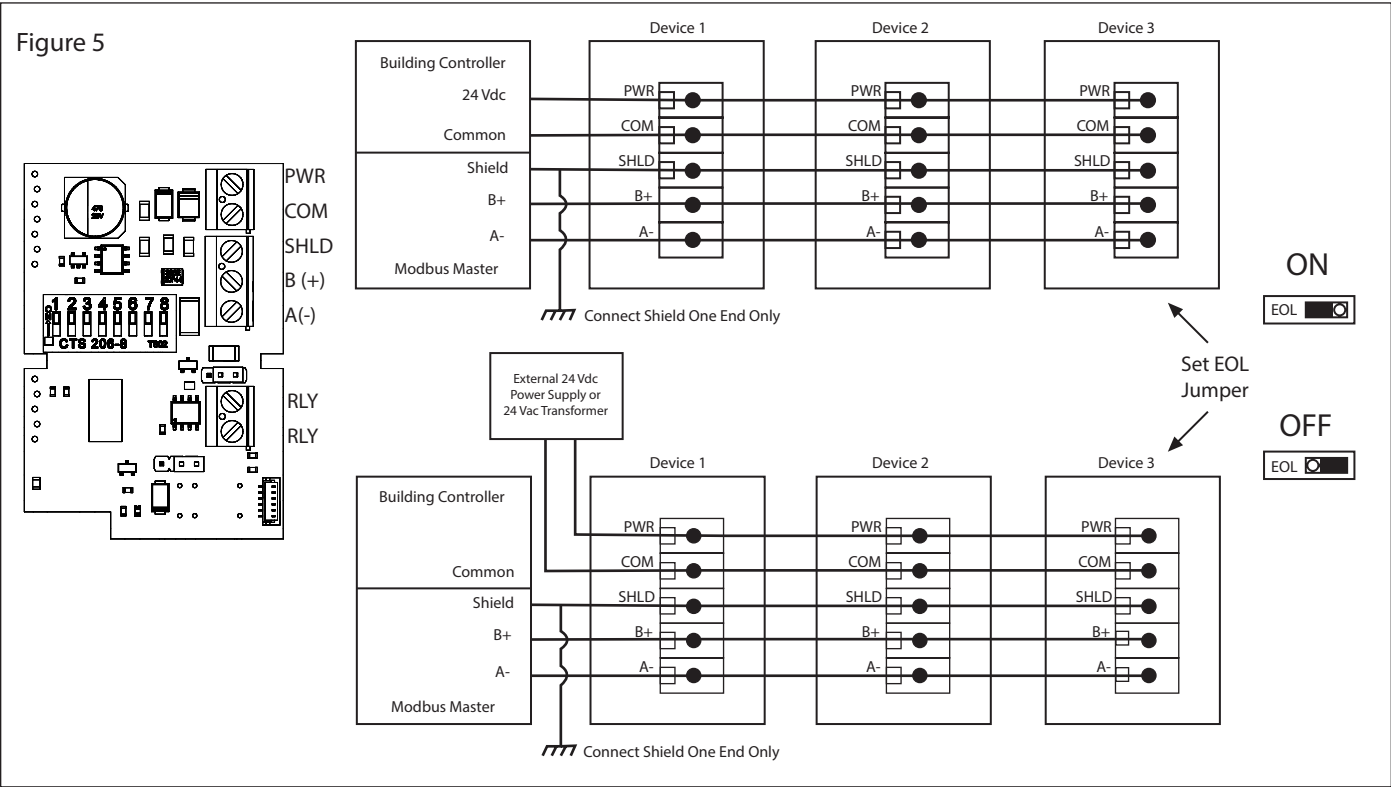 Figure 5
PWR
COM
SHLD
B (+)
A(-)
1 2 3 4 5 6 7 8
CTS 206-8
RLY
RLY
Building Controller
24 Vdc
Common
Shield
B+
A-
Modbus Master
Device 1
PWR
COM
SHLD
B+
A-
Device 2
PWR
COM
SHLD
B+
A-
Device 3
PWR
COM
SHLD
B+
A-
Connect Shield One End Only
ON
EOL
Set EOL
Jumper
OFF
EOL
External 24 Vdc
Power Supply or
24 Vac Transformer
Building Controller
Common
Shield
B+
A-
Modbus Master
Device 1
PWR
COM
SHLD
B+
A-
Device 2
PWR
COM
SHLD
B+
A-
Device 3
PWR
COM
SHLD
B+
A-
Connect Shield One End Only